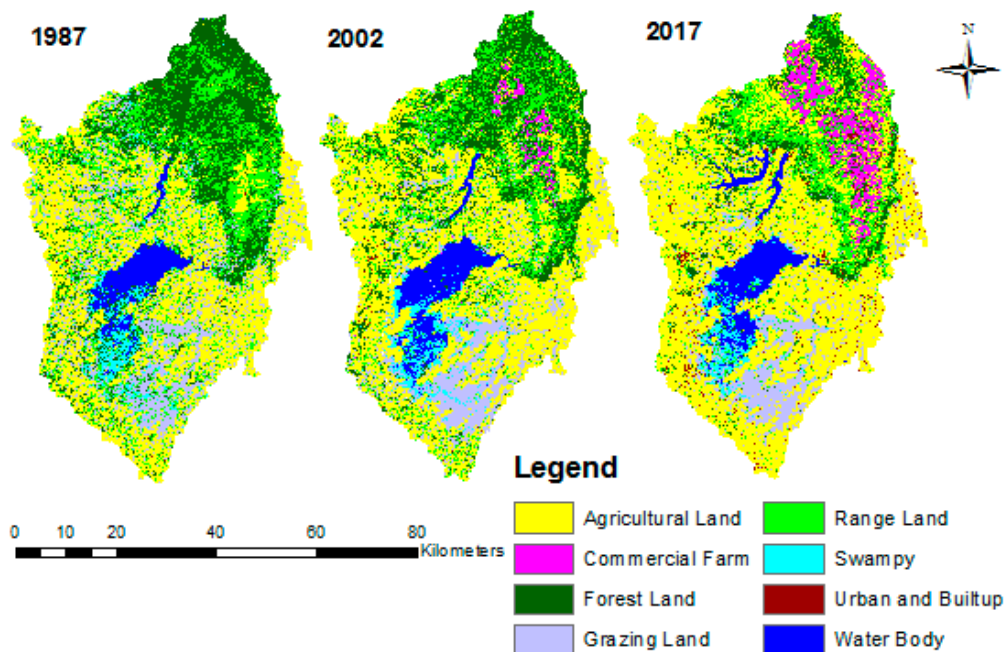 1987
2002
2017
N
Legend
Agricultural Land
Range Land
Commercial Farm
Swampy
Forest Land
Urban and Builtup
Grazing Land
Water Body
0 10 20 40 60 80
Kilometers